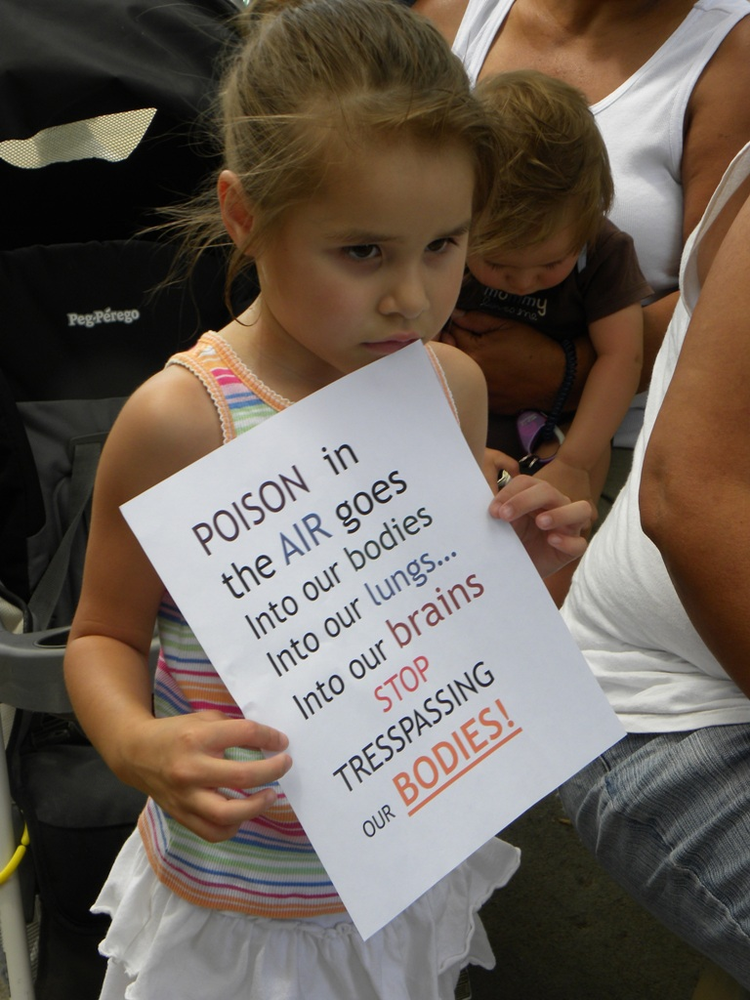 Peg-Pérego
mommy
POISON in
the AIR goes
Into our bodies
Into our lungs...
Into our brains
STOP
TRESSPASSING
OUR BODIES!